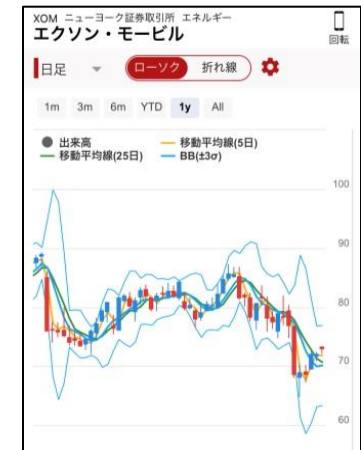 XOM ニューヨーク証券取引所 エネルギー
エクソン・モービル
回転
日足 ローソク 折れ線
1m 3m 6m YTD 1y All
出来高 移動平均線(5日)
移動平均線(25日) BB(±3σ)
100
90
80
70
60